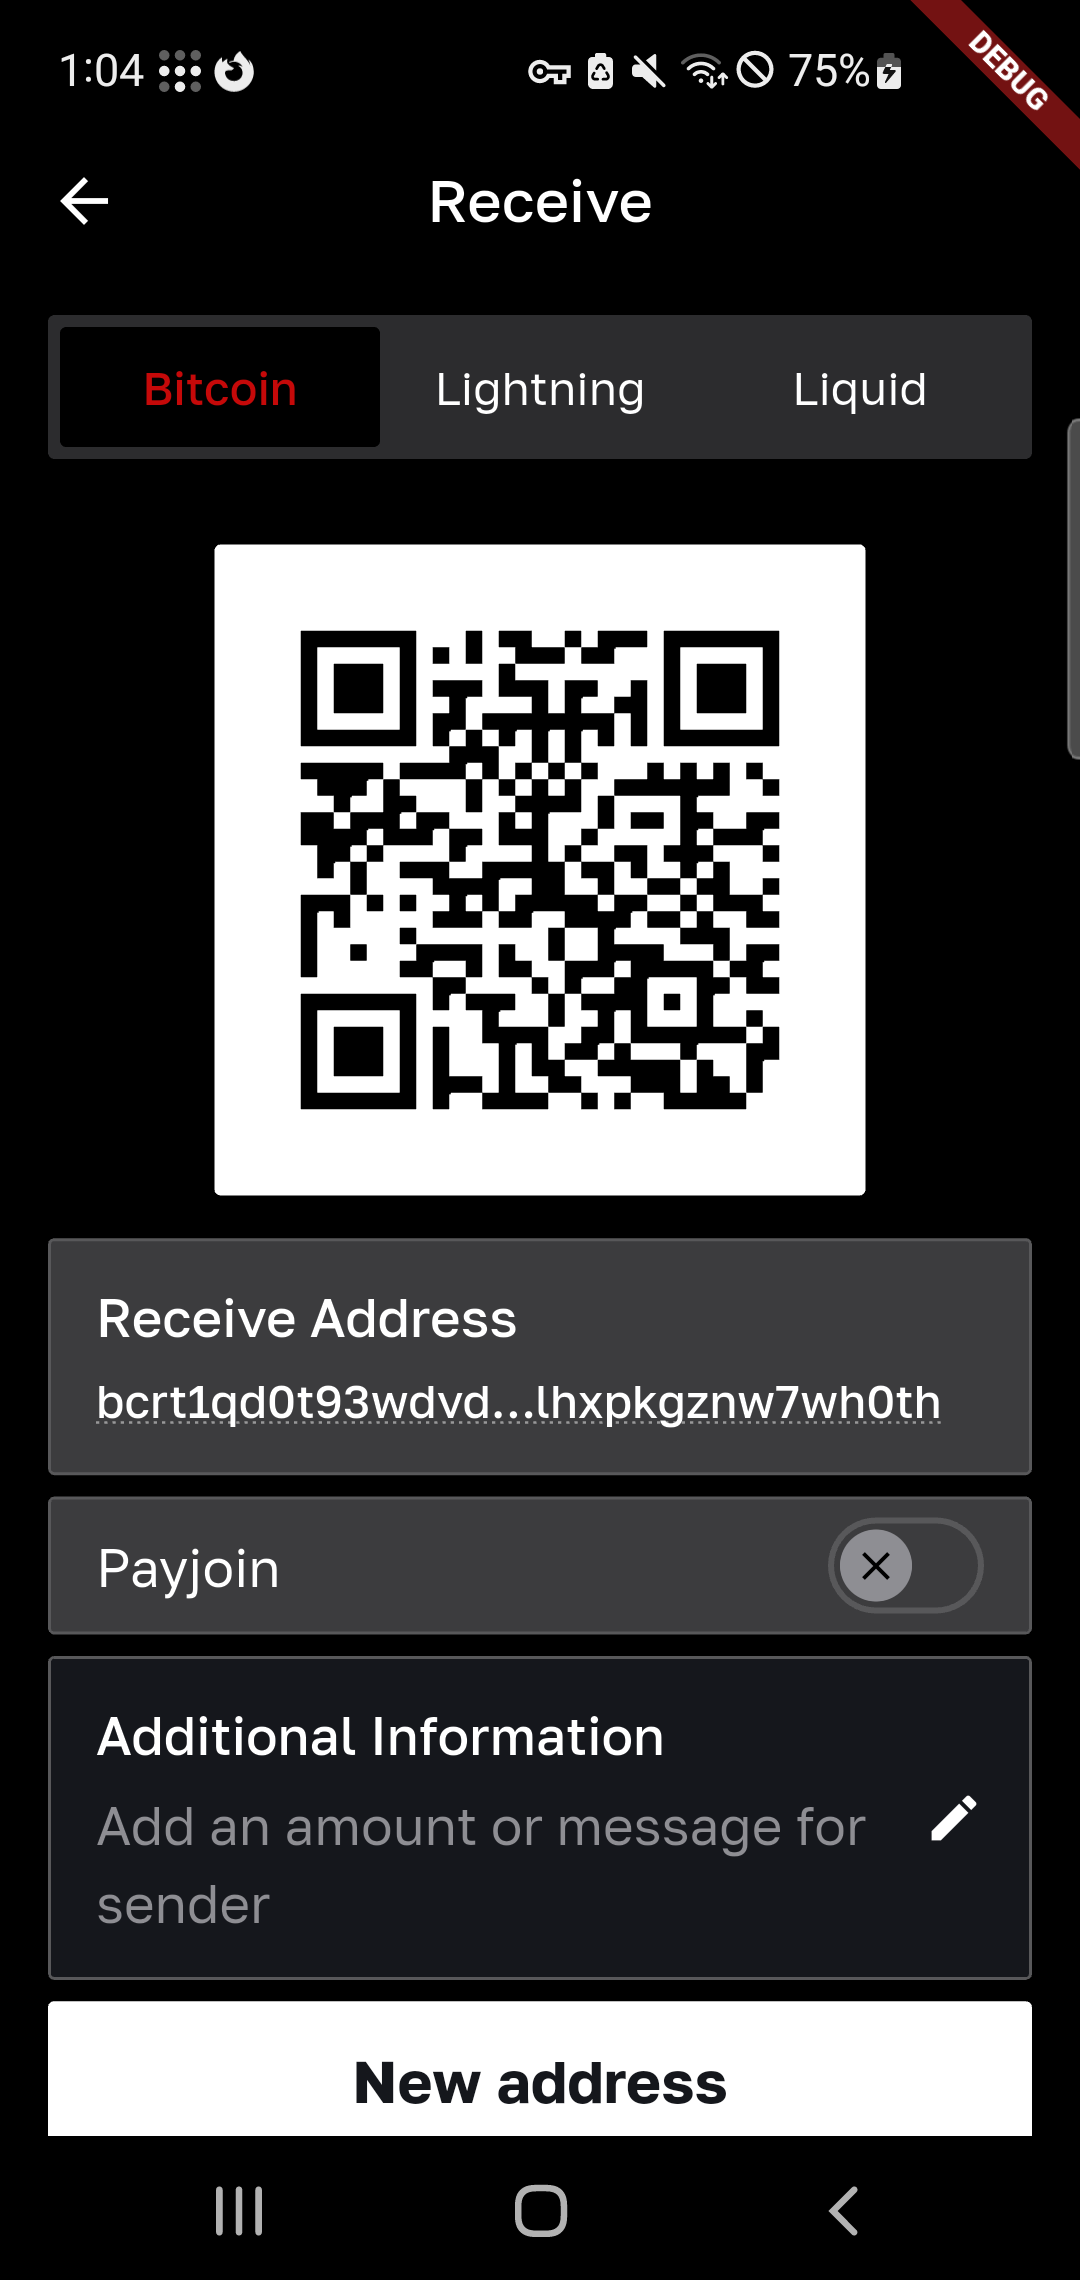 1:04
75%
DEBUG
Receive
Bitcoin Lightning Liquid
Receive Address
bcrt1qd0t93wdvd...lhxpkgznw7wh0th
Payjoin
Additional Information
Add an amount or message for
sender
New address